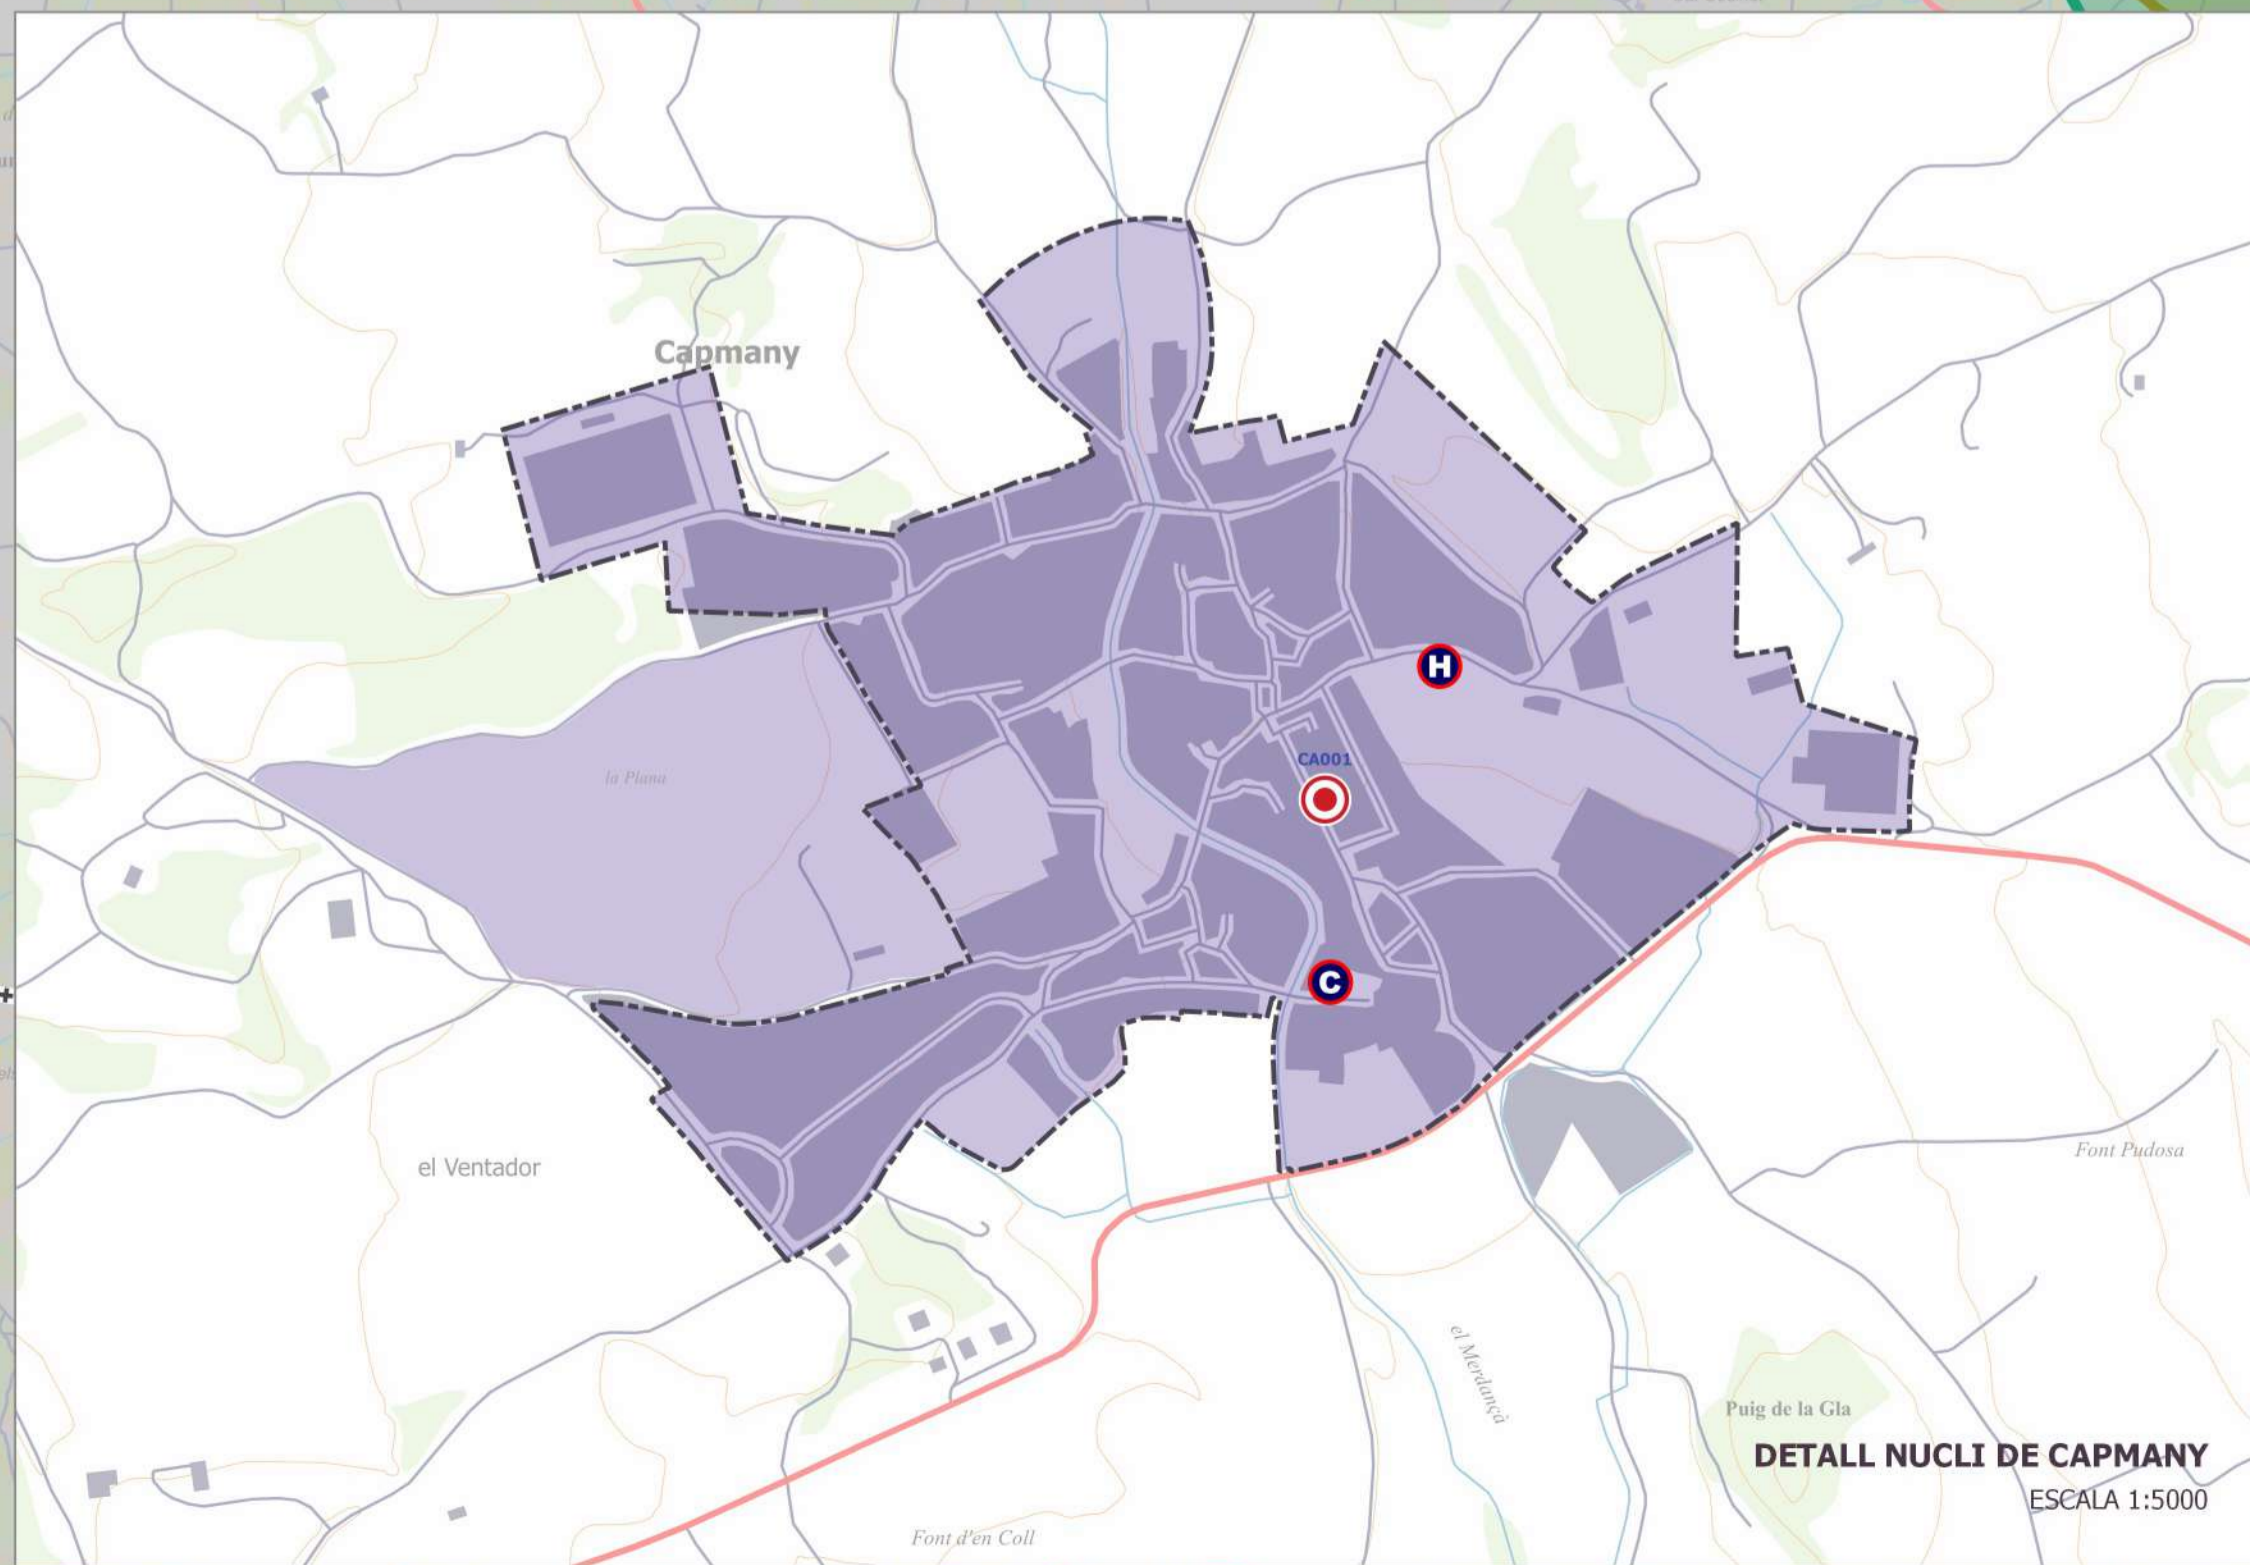 Capmany
H
la Plana
CA001
C
el Ventador
Font Pudosa
el Merdançà
Puig de la Gla
DETALL NUCLI DE CAPMANY
ESCALA 1:5000
Font d'en Coll